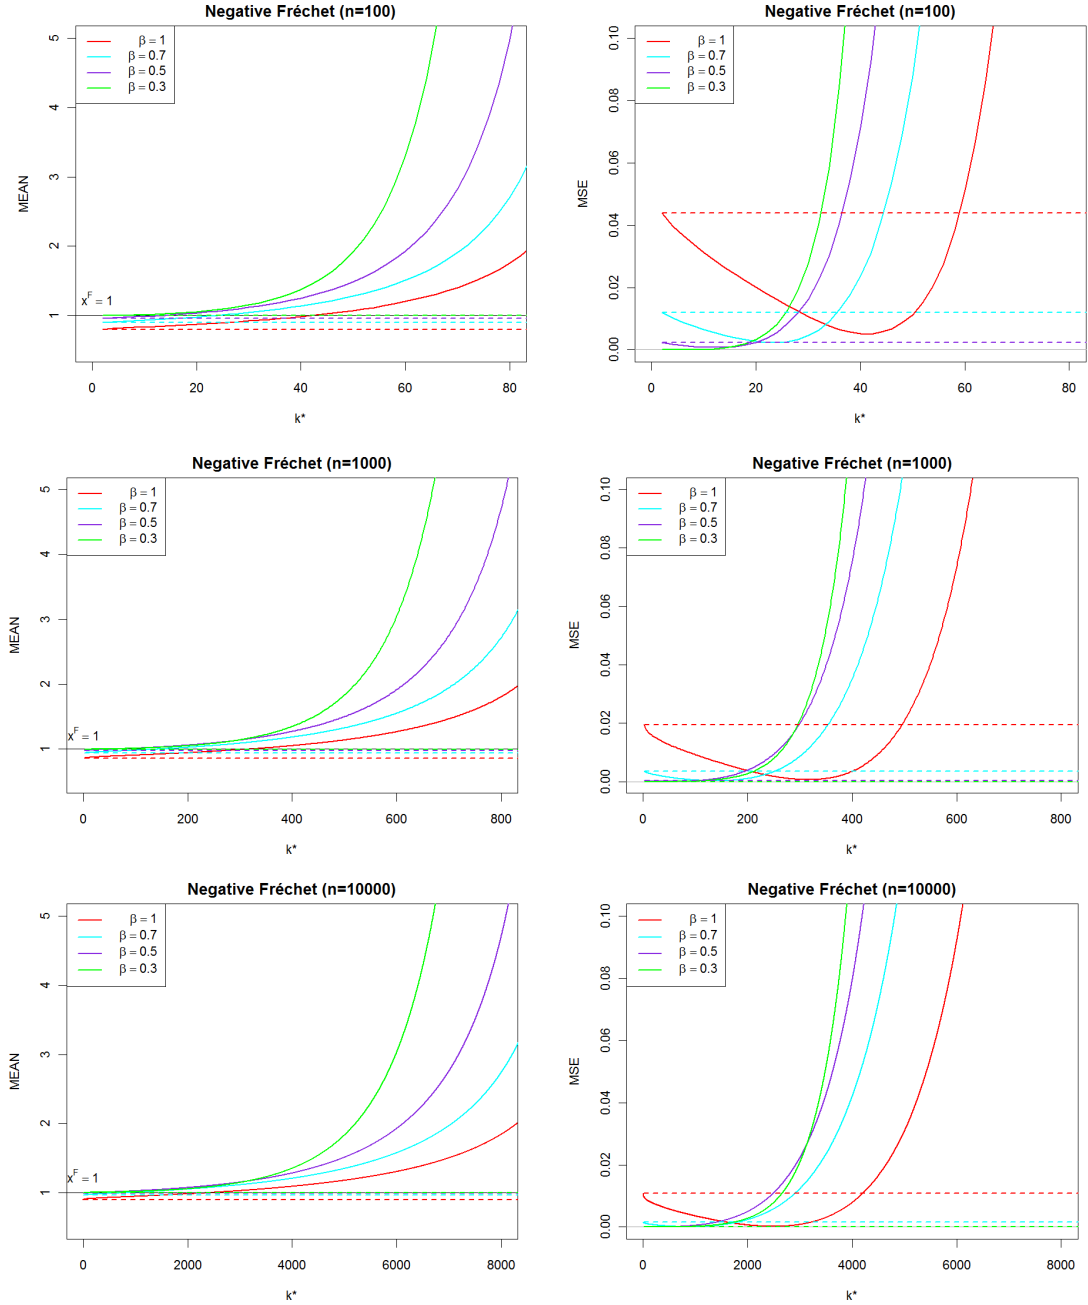 Negative Fréchet (n=100)
β = 1
β = 0.7
β = 0.5
β = 0.3
MEAN
5
4
3
2
1
x^F = 1
0 20 40 60 80
k*
Negative Fréchet (n=100)
β = 1
β = 0.7
β = 0.5
β = 0.3
MSE
0.10
0.08
0.06
0.04
0.02
0.00
0 20 40 60 80
k*
Negative Fréchet (n=1000)
β = 1
β = 0.7
β = 0.5
β = 0.3
MEAN
5
4
3
2
1
x^F = 1
0 200 400 600 800
k*
Negative Fréchet (n=1000)
β = 1
β = 0.7
β = 0.5
β = 0.3
MSE
0.10
0.08
0.06
0.04
0.02
0.00
0 200 400 600 800
k*
Negative Fréchet (n=10000)
β = 1
β = 0.7
β = 0.5
β = 0.3
MEAN
5
4
3
2
1
x^F = 1
0 2000 4000 6000 8000
k*
Negative Fréchet (n=10000)
β = 1
β = 0.7
β = 0.5
β = 0.3
MSE
0.10
0.08
0.06
0.04
0.02
0.00
0 2000 4000 6000 8000
k*